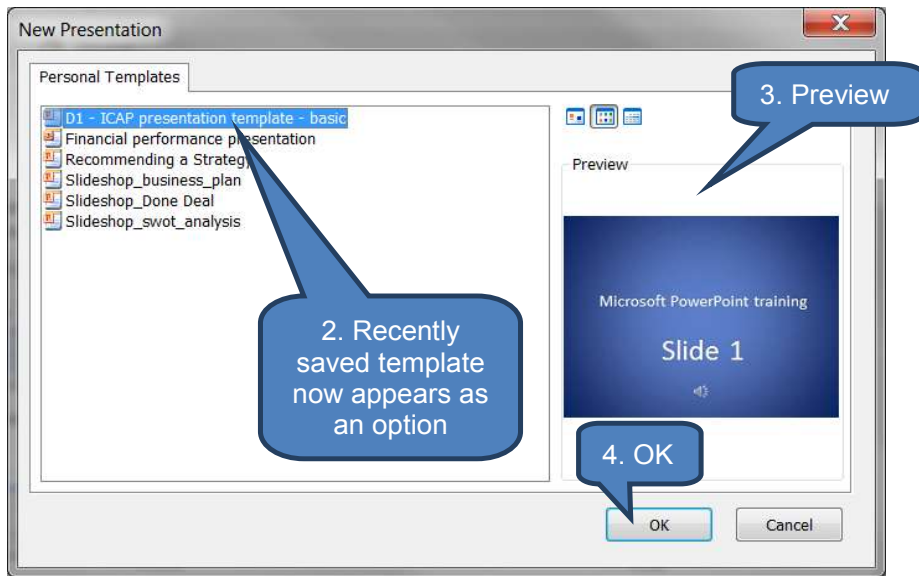 New Presentation
Personal Templates
D1 - ICAP presentation template - basic
Financial performance presentation
Recommending a Strategy
Slideshop_business_plan
Slideshop_Done Deal
Slideshop_swot_analysis
3. Preview
Preview
Microsoft PowerPoint training
Slide 1
2. Recently
saved template
now appears as
an option
4. OK
OK
Cancel